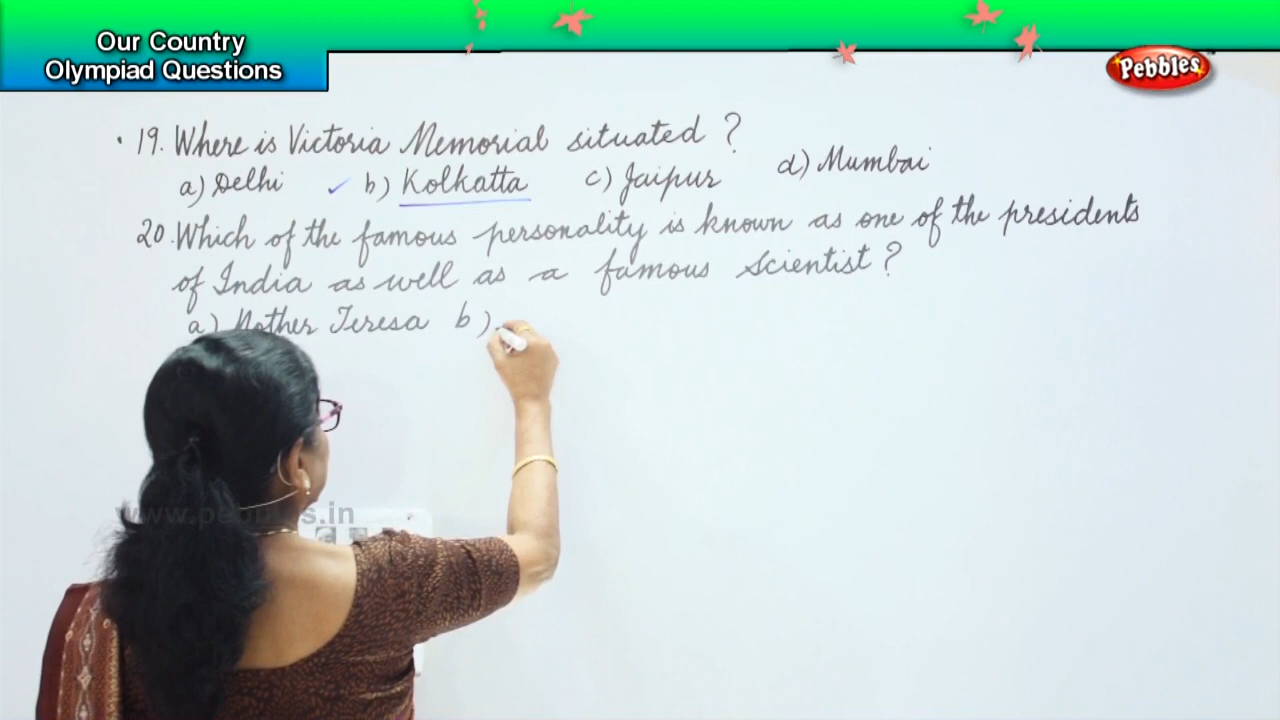 Our Country
Olympiad Questions
Pebbles
19. Where is Victoria Memorial situated ?
a) Delhi b) Kolkatta c) Jaipur d) Mumbai
20. Which of the famous personality is known as one of the presidents
of India as well as a famous scientist ?
a) Mother Teresa b)
www.pebbles.in